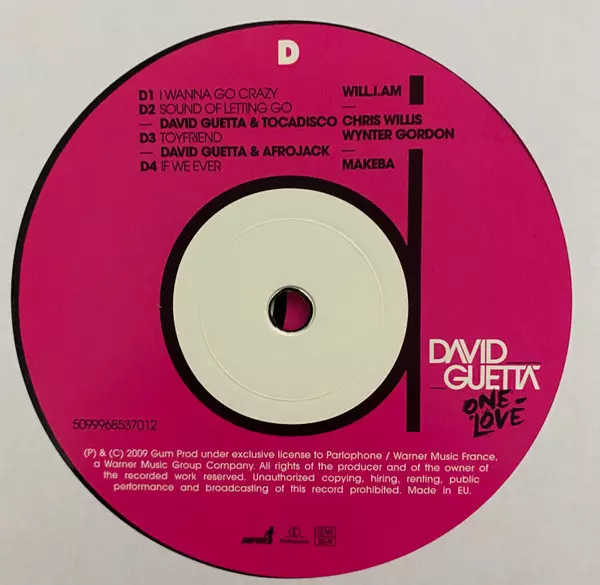 D
D1 I WANNA GO CRAZY WILL.I.AM
D2 SOUND OF LETTING GO —
— DAVID GUETTA & TOCADISCO CHRIS WILLIS
D3 TOYFRIEND WYNTER GORDON
— DAVID GUETTA & AFROJACK —
D4 IF WE EVER MAKEBA
DAVID
GUETTA
ONE
LOVE
5099968537012
(P) & (C) 2009 Gum Prod under exclusive license to Parlophone / Warner Music France,
a Warner Music Group Company. All rights of the producer and of the owner of
the recorded work reserved. Unauthorized copying, hiring, renting, public
performance and broadcasting of this record prohibited. Made in EU.
Parlophone